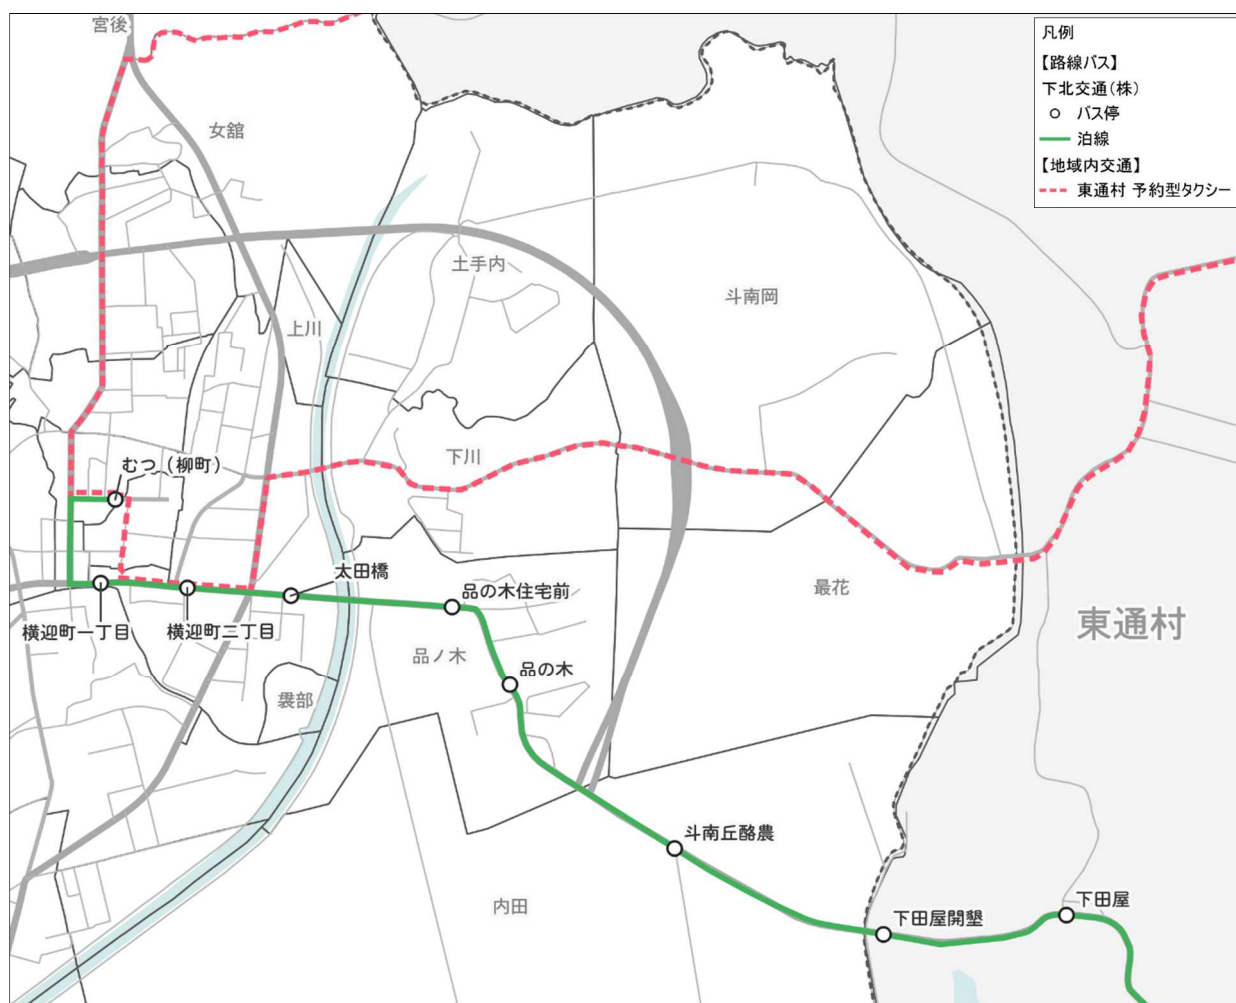 宮後
女舘
凡例
【路線バス】
下北交通(株)
バス停
泊線
【地域内交通】
東通村 予約型タクシー
土手内
斗南岡
上川
むつ(柳町)
下川
太田橋
品の木住宅前
最花
横迎町一丁目
横迎町三丁目
東通村
品ノ木
品の木
袰部
斗南丘酪農
内田
下田屋開墾
下田屋